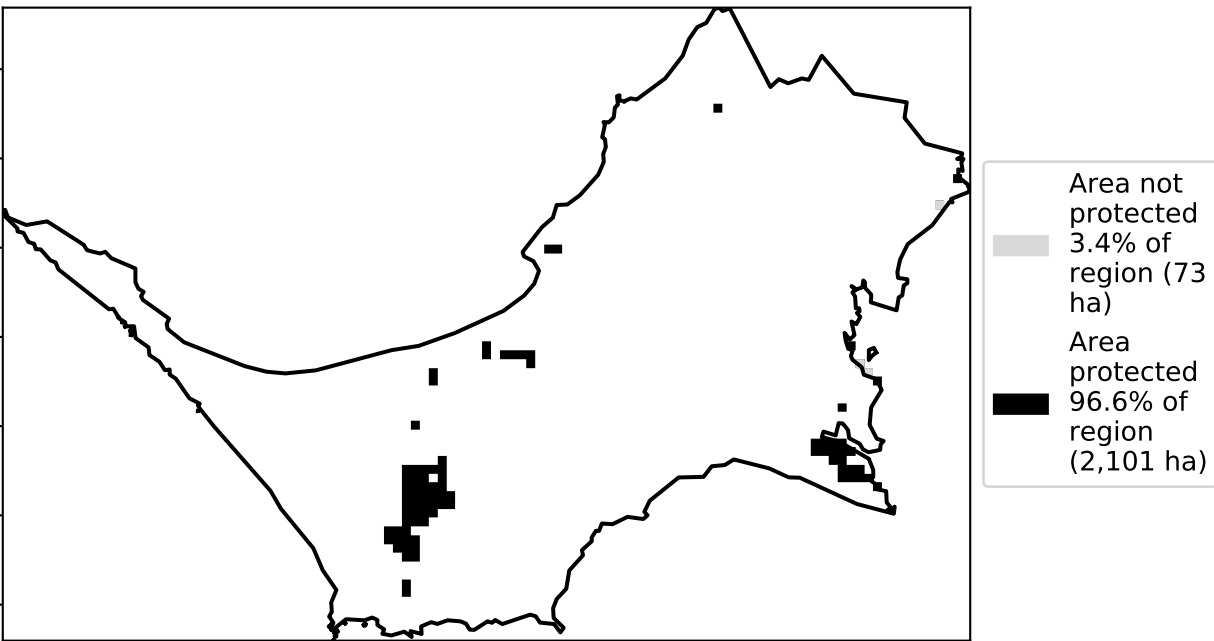 Area not
protected
3.4% of
region (73
ha)
Area
protected
96.6% of
region
(2,101 ha)